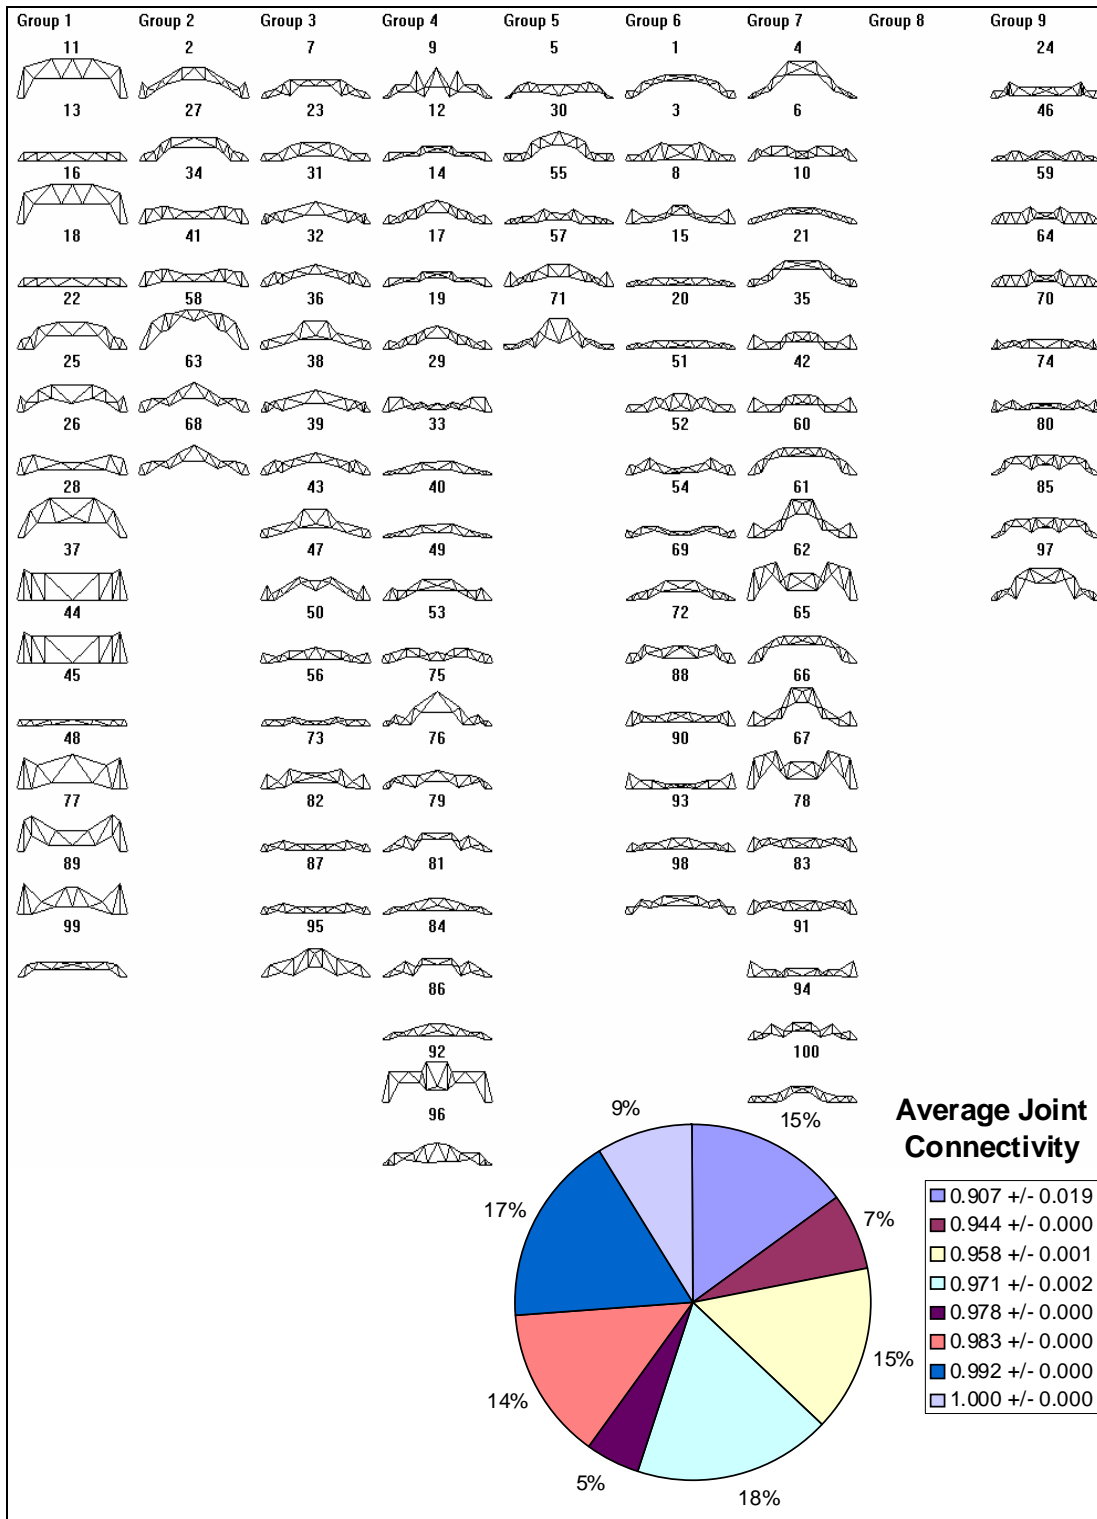 Group 1 Group 2 Group 3 Group 4 Group 5 Group 6 Group 7 Group 8 Group 9
11 2 7 9 5 1 4 24
13 27 23 12 30 3 6 46
16 34 31 14 55 8 10 59
18 41 32 17 57 15 21 64
22 58 36 19 71 20 35 70
25 63 38 29 51 42 74
26 68 39 33 52 60 80
28 43 40 54 61 85
37 47 49 69 62 97
44 50 53 72 65
45 56 75 88 66
48 73 76 90 67
77 82 79 93 78
89 87 81 98 83
99 95 84 91
86 94
92 100
96
Average Joint
Connectivity
9%
15%
17%
7%
15%
14%
5%
18%
0.907 +/- 0.019
0.944 +/- 0.000
0.958 +/- 0.001
0.971 +/- 0.002
0.978 +/- 0.000
0.983 +/- 0.000
0.992 +/- 0.000
1.000 +/- 0.000